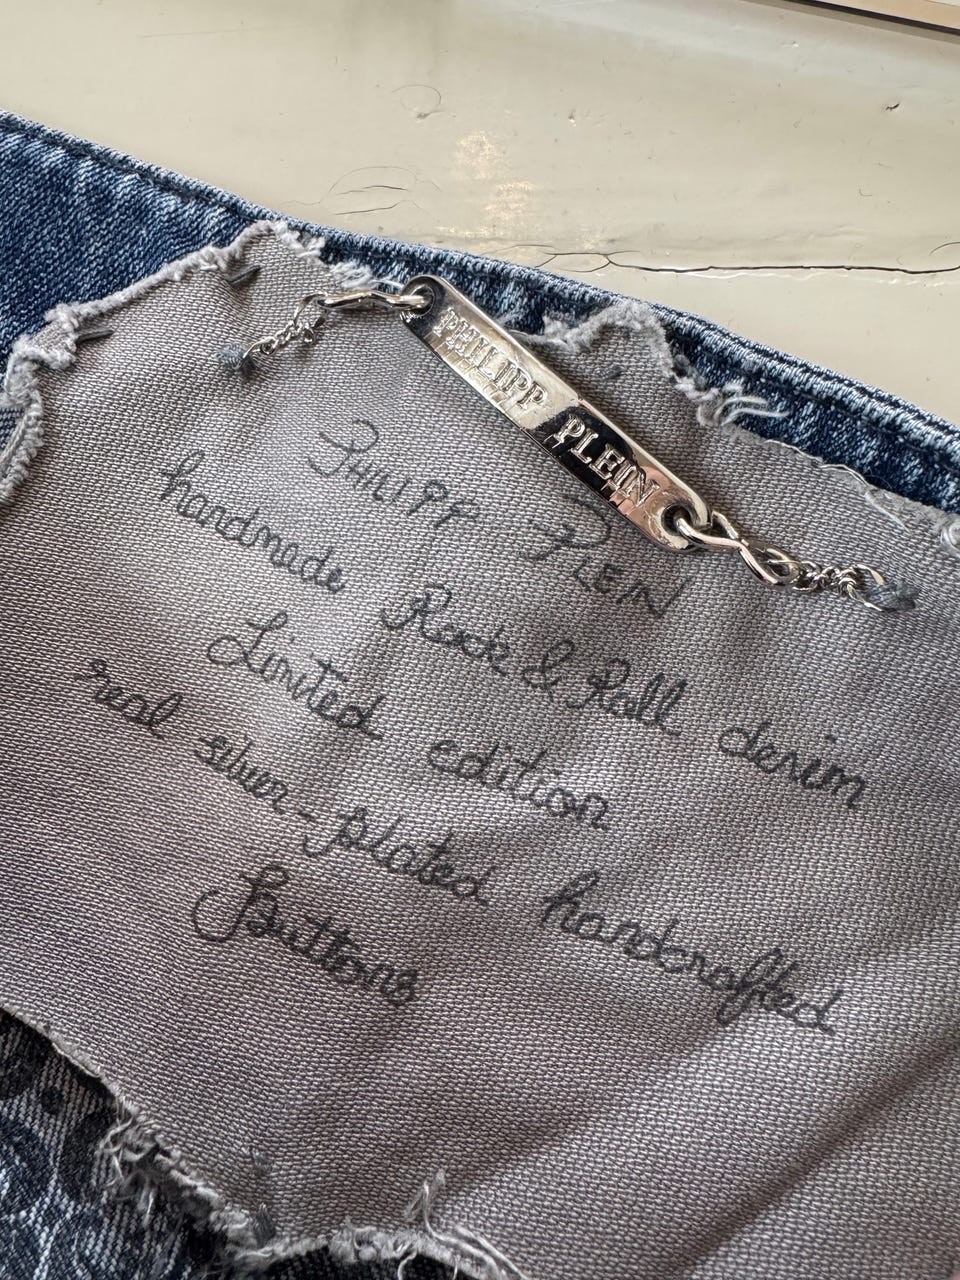 PHILIPP PLEIN
PHILIPP PLEIN
handmade Rock & Roll denim
Limited edition
real silver-plated handcrafted
Buttons